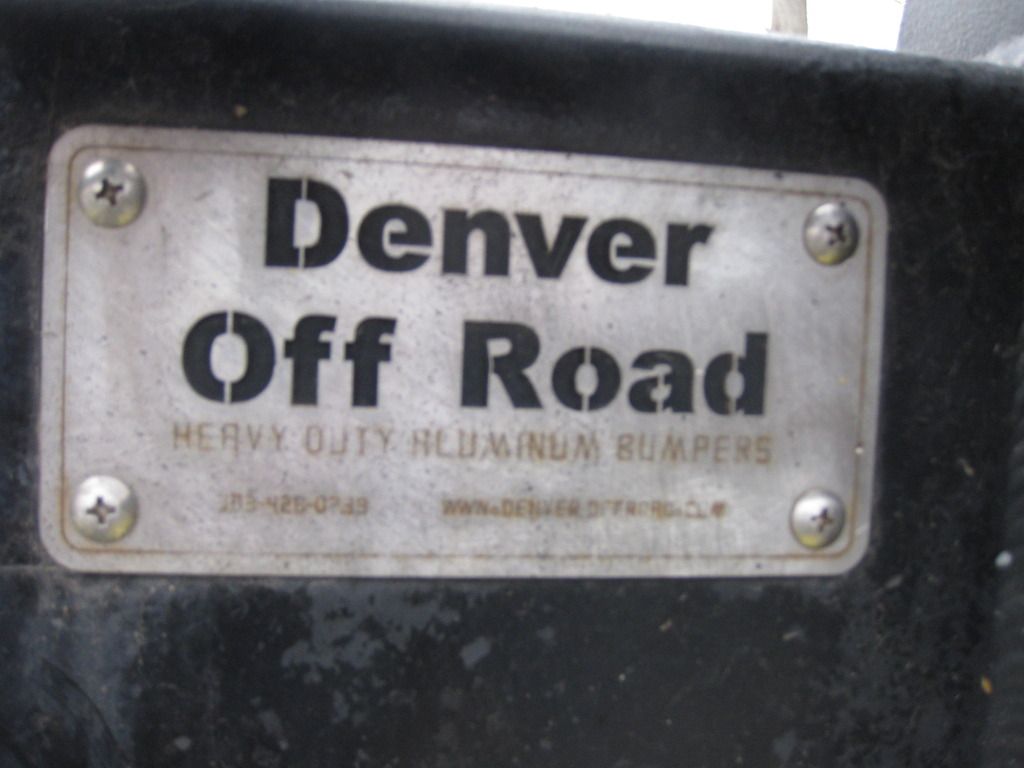 Denver
Off Road
HEAVY DUTY ALUMINUM BUMPERS